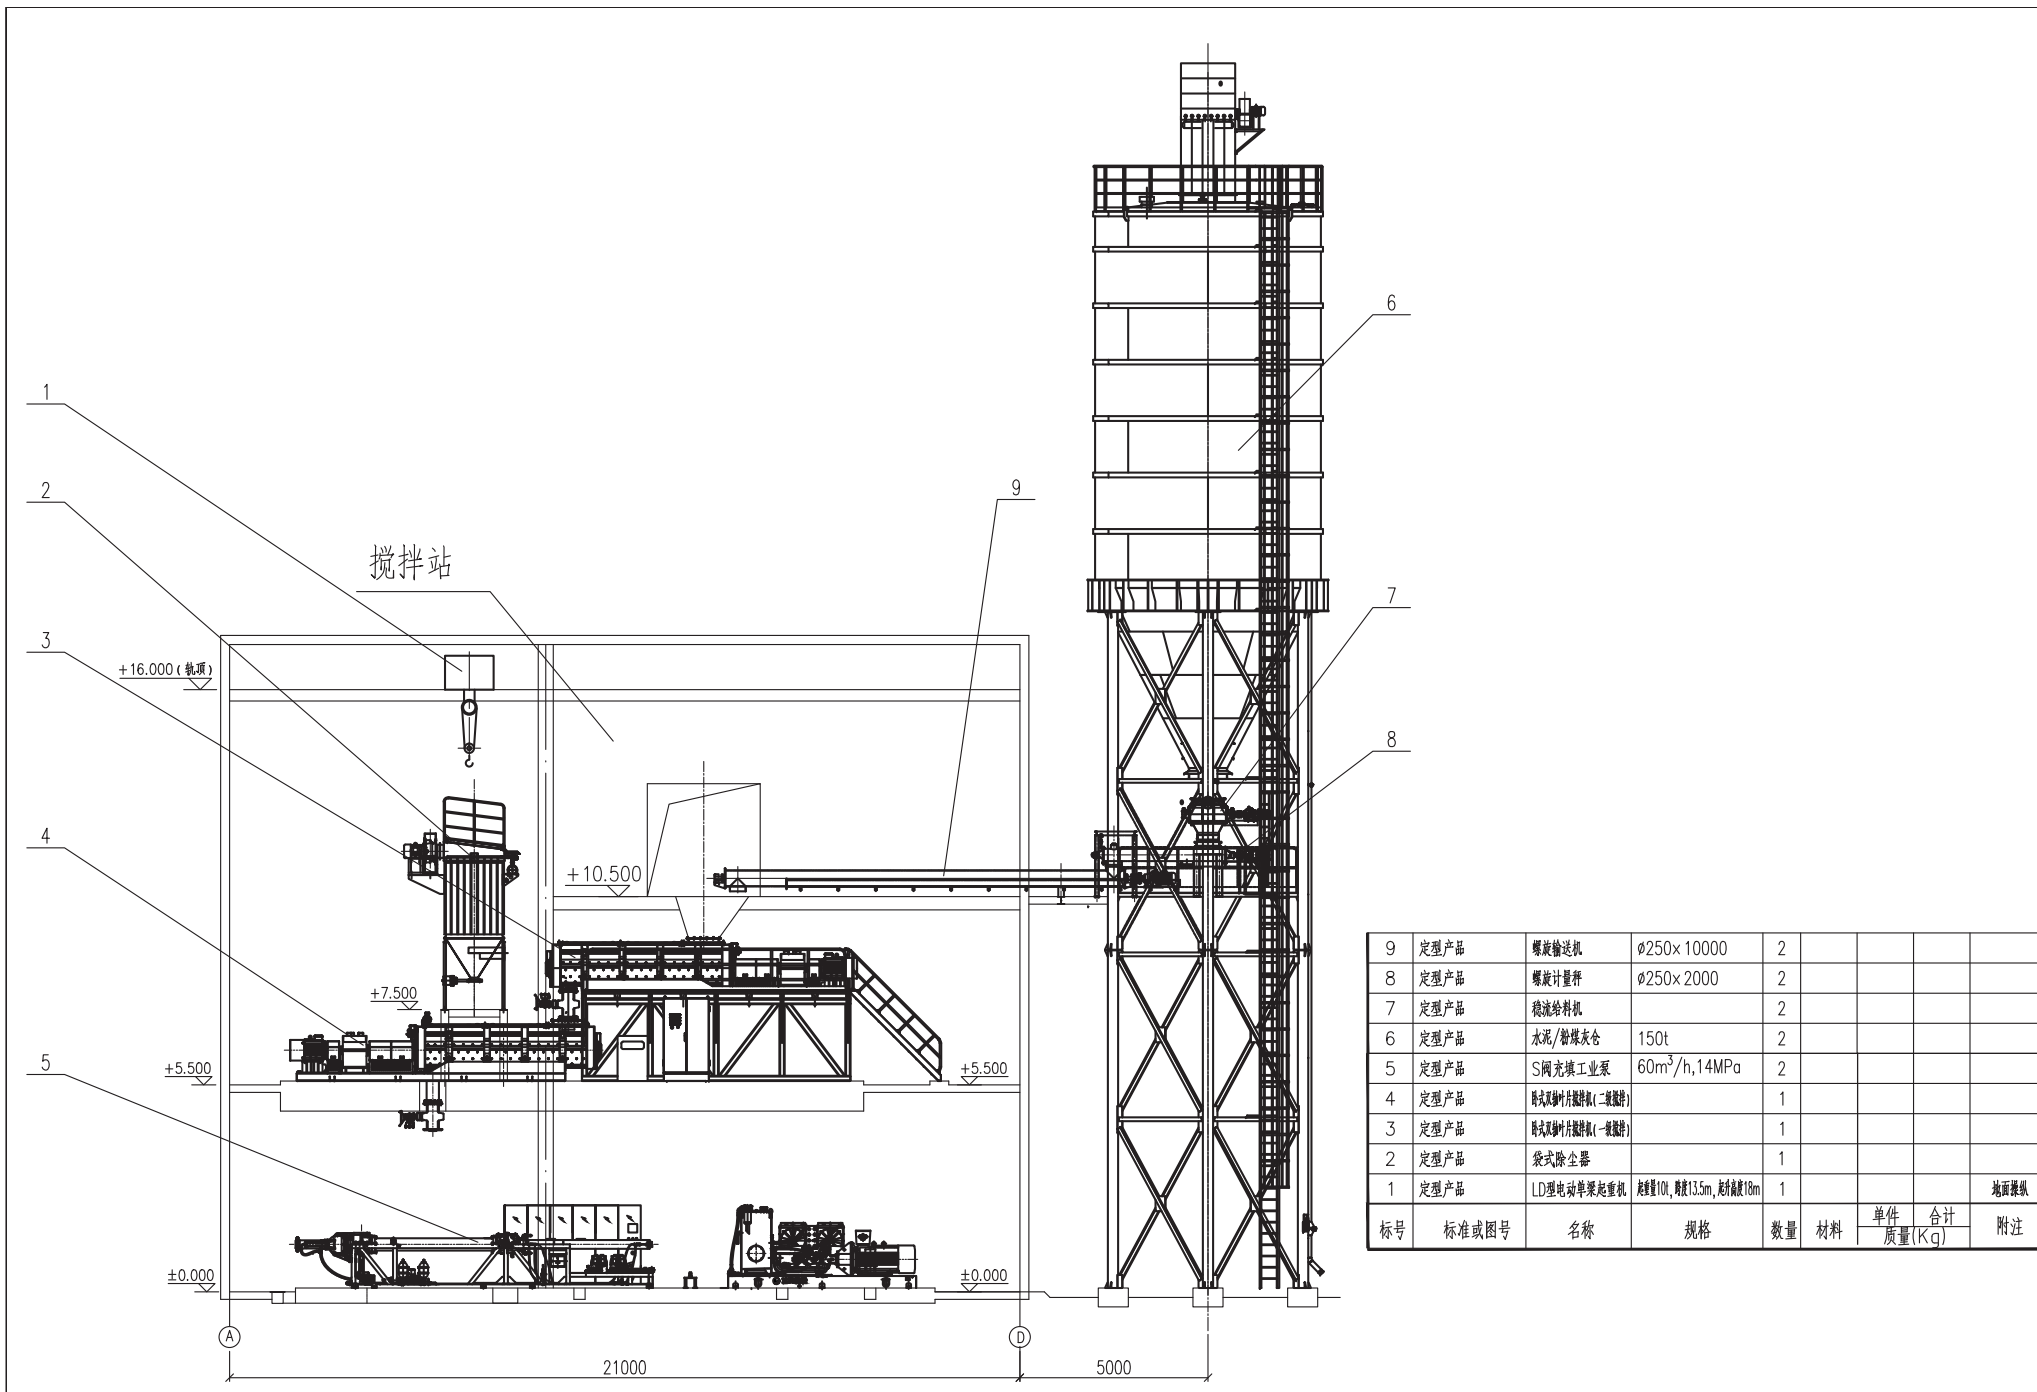 6
1
2
9
搅拌站
7
3
+16.000(轨顶)
8
4
+10.500
+7.500
5
+5.500
+5.500
±0.000
±0.000
A
D
21000
5000
9 定型产品 螺旋输送机 ø250×10000 2
8 定型产品 螺旋计量秤 ø250×2000 2
7 定型产品 稳流给料机 2
6 定型产品 水泥/粉煤灰仓 150t 2
5 定型产品 S阀充填工业泵 60m³/h,14MPa 2
4 定型产品 卧式双轴叶片搅拌机(二级搅拌) 1
3 定型产品 卧式双轴叶片搅拌机(一级搅拌) 1
2 定型产品 袋式除尘器 1
1 定型产品 LD型电动单梁起重机 起重量10t,跨度13.5m,起升高度18m 1 地面操纵
标号 标准或图号 名称 规格 数量 材料 单件 合计 质量(Kg) 附注